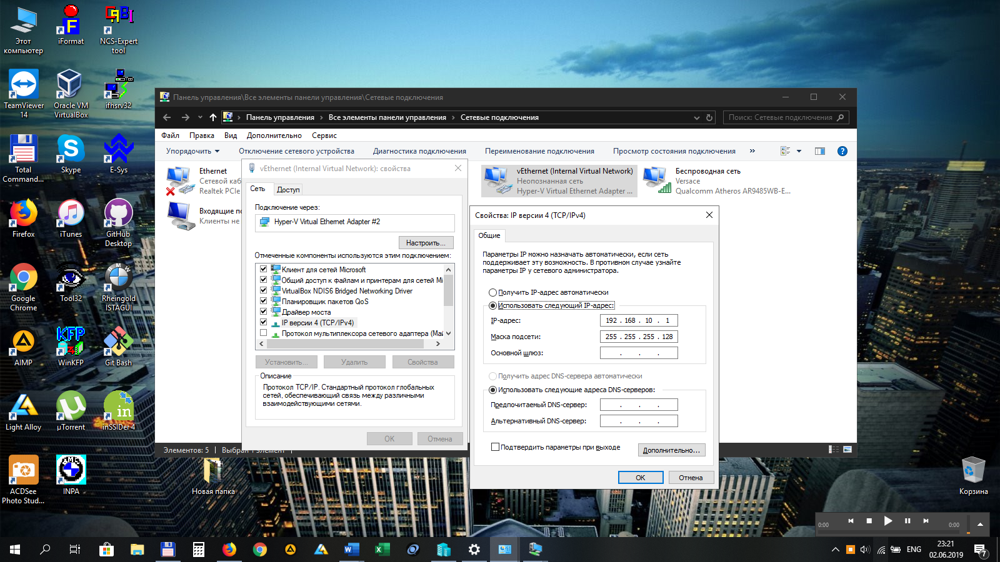 Этот
компьютер
iFormat
NCS-Expert
tool
TeamViewer
14
Oracle VM
VirtualBox
ifhsrv32
Total
Command...
Skype
E-Sys
Firefox
iTunes
GitHub
Desktop
Google
Chrome
Tool32
Rheingold
ISTAGUI
AIMP
WinKFP
Git Bash
Light Alloy
µTorrent
inSSIDer 4
ACDSee
Photo Stud...
INPA
Новая папка
Корзина
Панель управления\Все элементы панели управления\Сетевые подключения
Панель управления
Все элементы панели управления
Сетевые подключения
Поиск: Сетевые подключения
Файл
Правка
Вид
Дополнительно
Сервис
Упорядочить
Отключение сетевого устройства
Диагностика подключения
Переименование подключения
Просмотр состояния подключения
»
Ethernet
Сетевой каб
Realtek PCIe
Входящие по
Клиенты не
vEthernet (Internal Virtual Network)
Неопознанная сеть
Hyper-V Virtual Ethernet Adapter ...
Беспроводная сеть
Versace
Qualcomm Atheros AR9485WB-E...
Элементов: 5
Выбран 1 элемент
vEthernet (Internal Virtual Network): свойства
Сеть
Доступ
Подключение через:
Hyper-V Virtual Ethernet Adapter #2
Настроить...
Отмеченные компоненты используются этим подключением:
Клиент для сетей Microsoft
Общий доступ к файлам и принтерам для сетей Mi
VirtualBox NDIS6 Bridged Networking Driver
Планировщик пакетов QoS
Драйвер моста
IP версии 4 (TCP/IPv4)
Протокол мультиплексора сетевого адаптера (Май
Установить...
Удалить
Свойства
Описание
Протокол TCP/IP. Стандартный протокол глобальных
сетей, обеспечивающий связь между различными
взаимодействующими сетями.
ОК
Отмена
Свойства: IP версии 4 (TCP/IPv4)
Общие
Параметры IP можно назначать автоматически, если сеть
поддерживает эту возможность. В противном случае узнайте
параметры IP у сетевого администратора.
Получить IP-адрес автоматически
Использовать следующий IP-адрес:
IP-адрес:
192 . 168 . 10 . 1
Маска подсети:
255 . 255 . 255 . 128
Основной шлюз:
. . .
Получить адрес DNS-сервера автоматически
Использовать следующие адреса DNS-серверов:
Предпочитаемый DNS-сервер:
. . .
Альтернативный DNS-сервер:
. . .
Подтвердить параметры при выходе
Дополнительно...
ОК
Отмена
0:00
0:00
ENG
23:21
02.06.2019
7